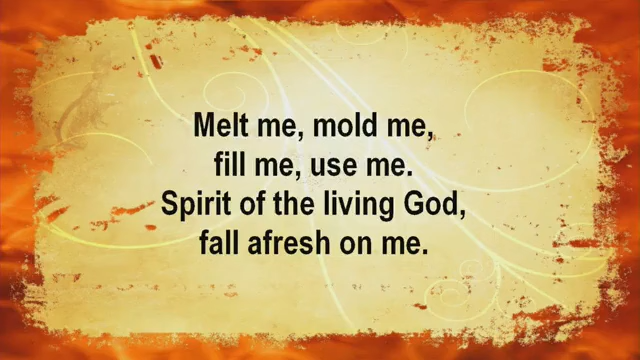 Melt me, mold me,
fill me, use me.
Spirit of the living God,
fall afresh on me.